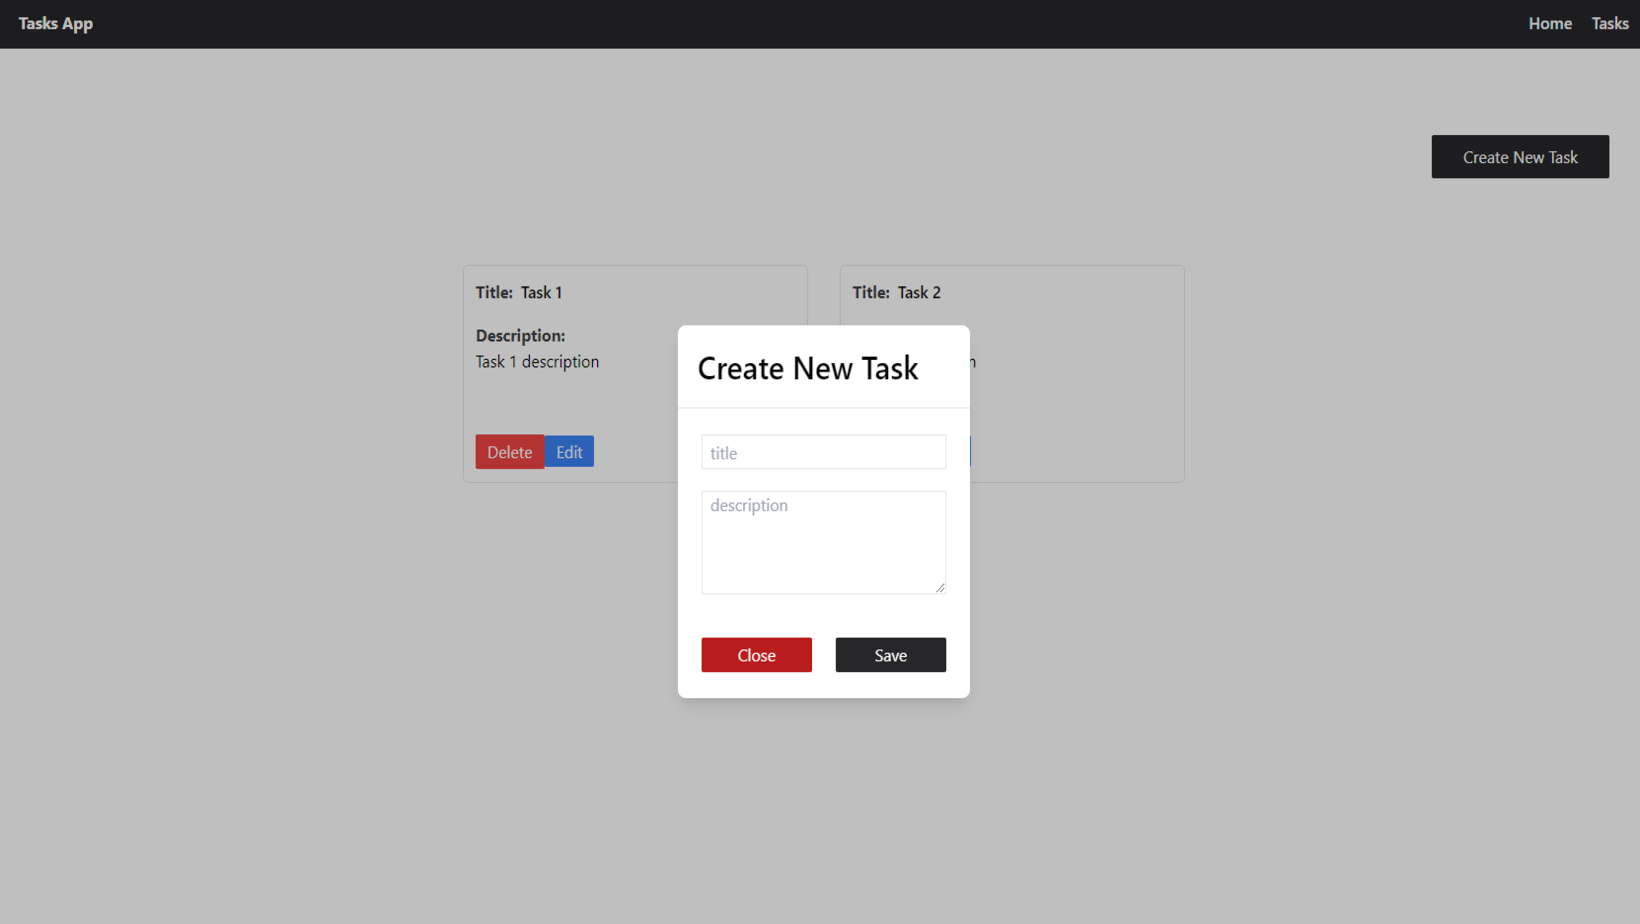 Tasks App
Home Tasks
Create New Task
Title: Task 1
Title: Task 2
Description:
Task 1 description
Delete Edit
Create New Task
title
description
Close Save